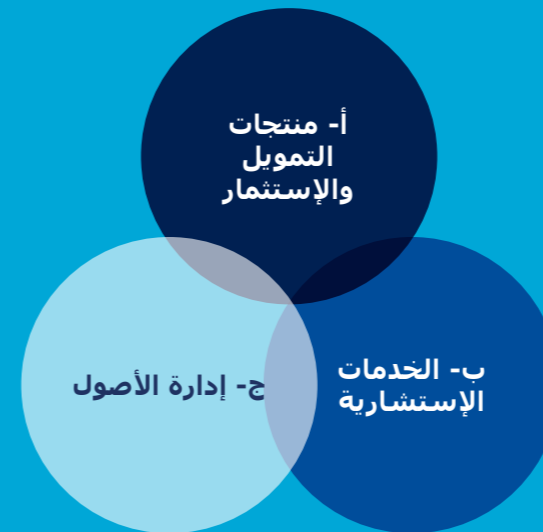 أ- منتجات
التمويل
والإستثمار
ب- الخدمات
الإستشارية
ج- إدارة الأصول